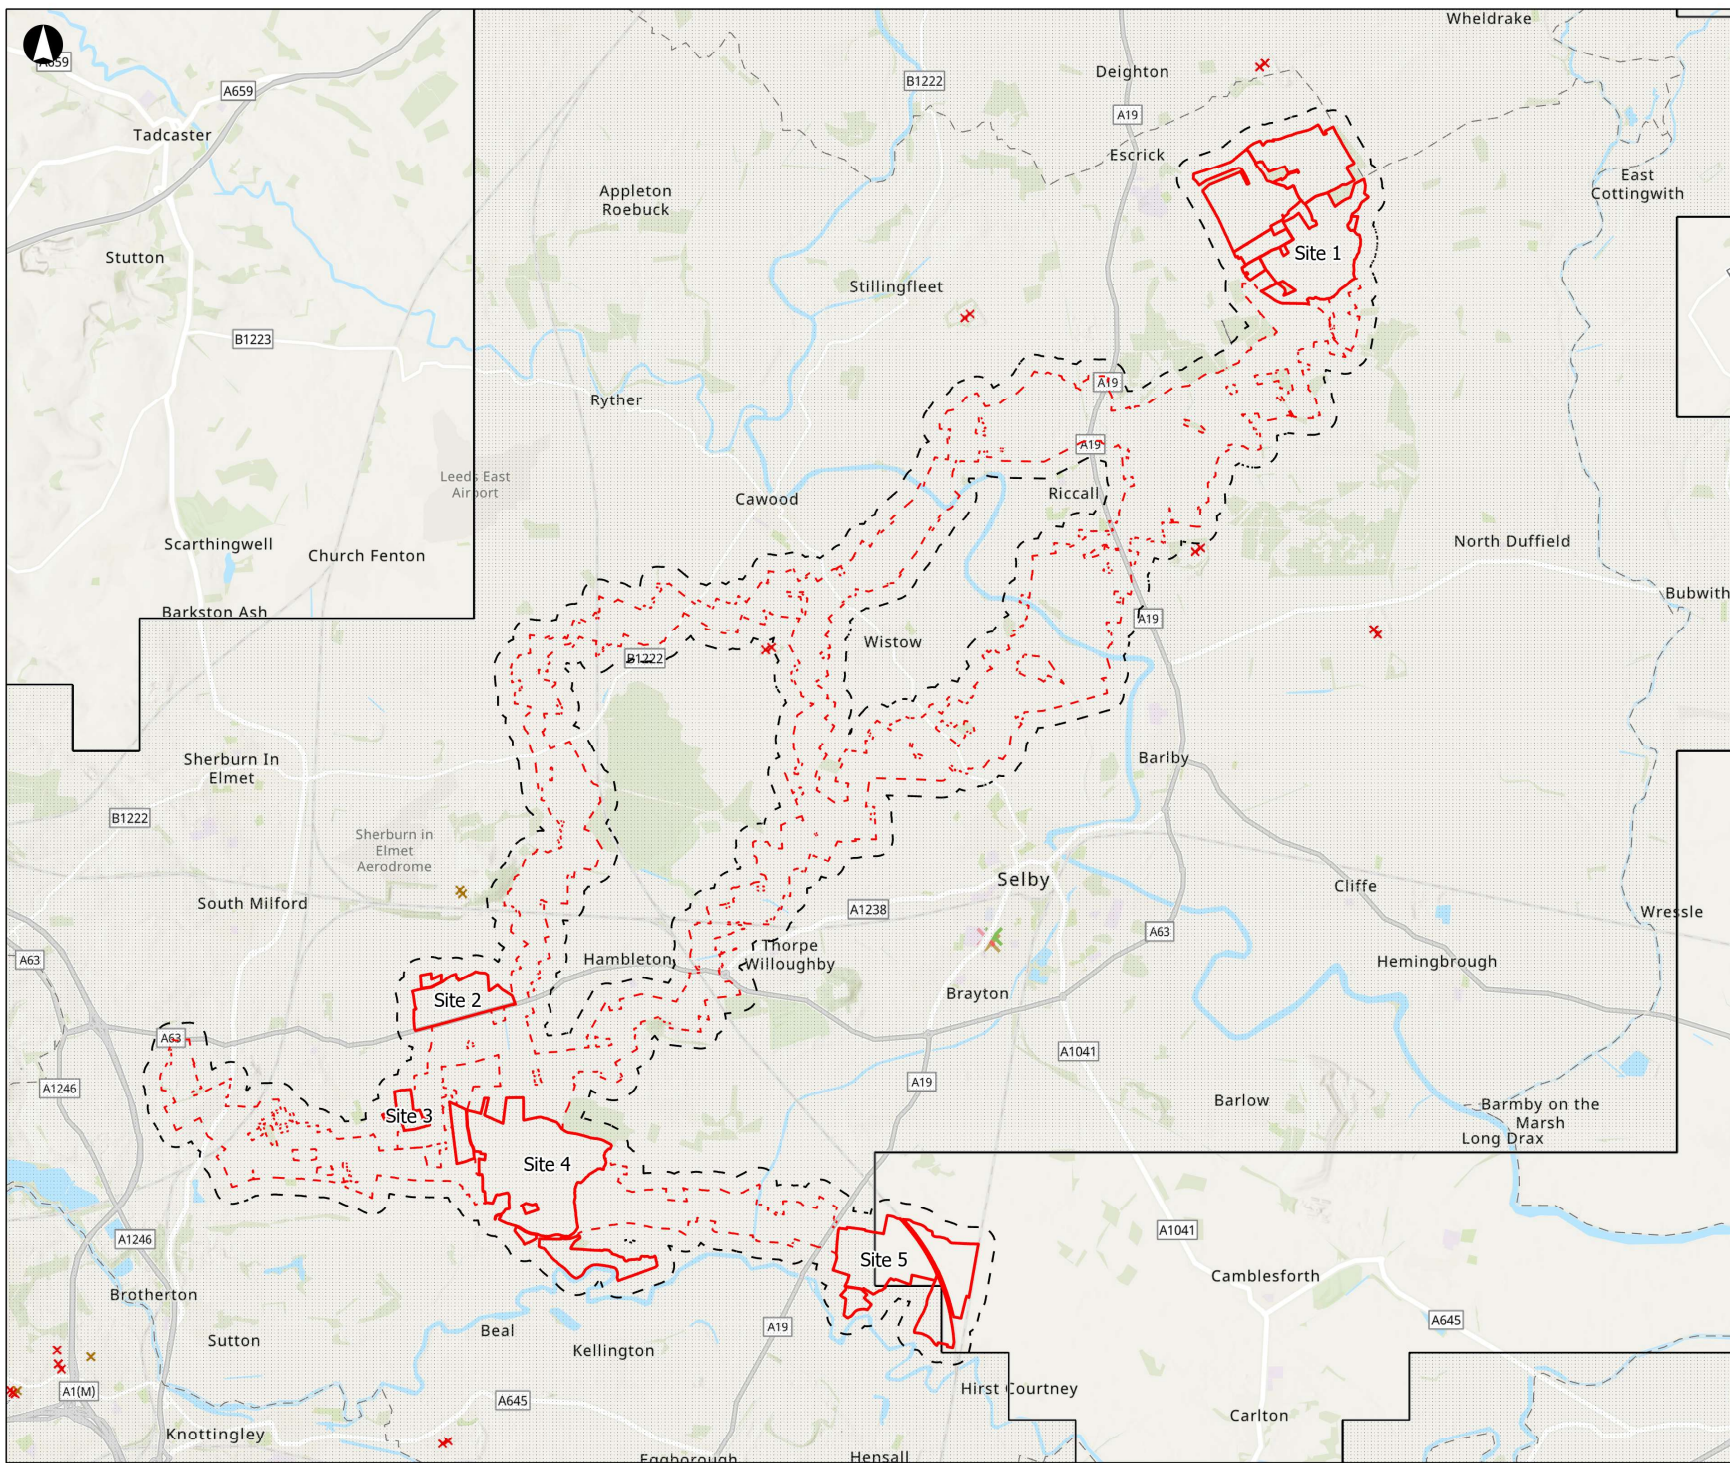 Wheldrake
A659
Deighton
B1222
A659
A19
Tadcaster
Escrick
East
Cottingwith
Appleton
Roebuck
Site 1
Stutton
Stillingfleet
B1223
A19
Ryther
A19
Leeds East
Airport
Riccall
Cawood
North Duffield
Scarthingwell
Church Fenton
Bubwith
Barkston Ash
A19
Wistow
B1222
Barlby
Sherburn In
Elmet
B1222
Sherburn in
Elmet
Aerodrome
Selby
Cliffe
South Milford
A1238
Wressle
A63
Thorpe
Willoughby
Hambleton
A63
Hemingbrough
Brayton
Site 2
A63
A1041
A19
A1246
Barlow
Barmby on the
Marsh
Site 3
Long Drax
Site 4
A1041
A1246
Site 5
Camblesforth
Brotherton
A645
A19
Beal
Sutton
Kellington
Hirst Courtney
A1(M)
A645
Carlton
Knottingley
Eggborough
Hensall